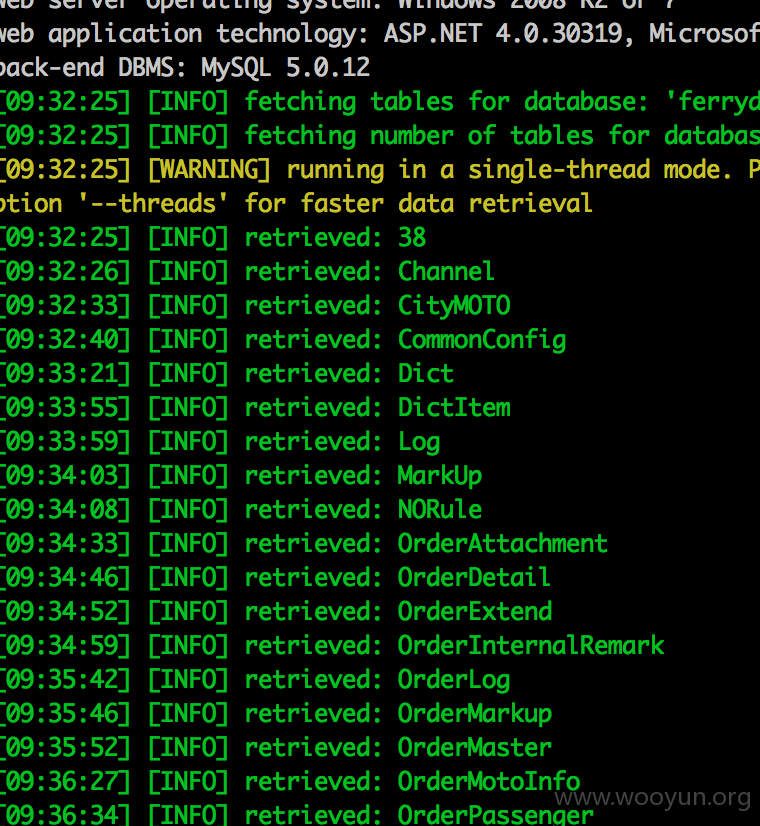 web server operating system: Windows 2008 R2 or 7
web application technology: ASP.NET 4.0.30319, Microsof
back-end DBMS: MySQL 5.0.12
[09:32:25] [INFO] fetching tables for database: 'ferryd
[09:32:25] [INFO] fetching number of tables for databas
[09:32:25] [WARNING] running in a single-thread mode. P
ption '--threads' for faster data retrieval
[09:32:25] [INFO] retrieved: 38
[09:32:26] [INFO] retrieved: Channel
[09:32:33] [INFO] retrieved: CityMOTO
[09:32:40] [INFO] retrieved: CommonConfig
[09:33:21] [INFO] retrieved: Dict
[09:33:55] [INFO] retrieved: DictItem
[09:33:59] [INFO] retrieved: Log
[09:34:03] [INFO] retrieved: MarkUp
[09:34:08] [INFO] retrieved: NORule
[09:34:33] [INFO] retrieved: OrderAttachment
[09:34:46] [INFO] retrieved: OrderDetail
[09:34:52] [INFO] retrieved: OrderExtend
[09:34:59] [INFO] retrieved: OrderInternalRemark
[09:35:42] [INFO] retrieved: OrderLog
[09:35:46] [INFO] retrieved: OrderMarkup
[09:35:52] [INFO] retrieved: OrderMaster
[09:36:27] [INFO] retrieved: OrderMotoInfo
[09:36:34] [INFO] retrieved: OrderPassenger
www.wooyun.org